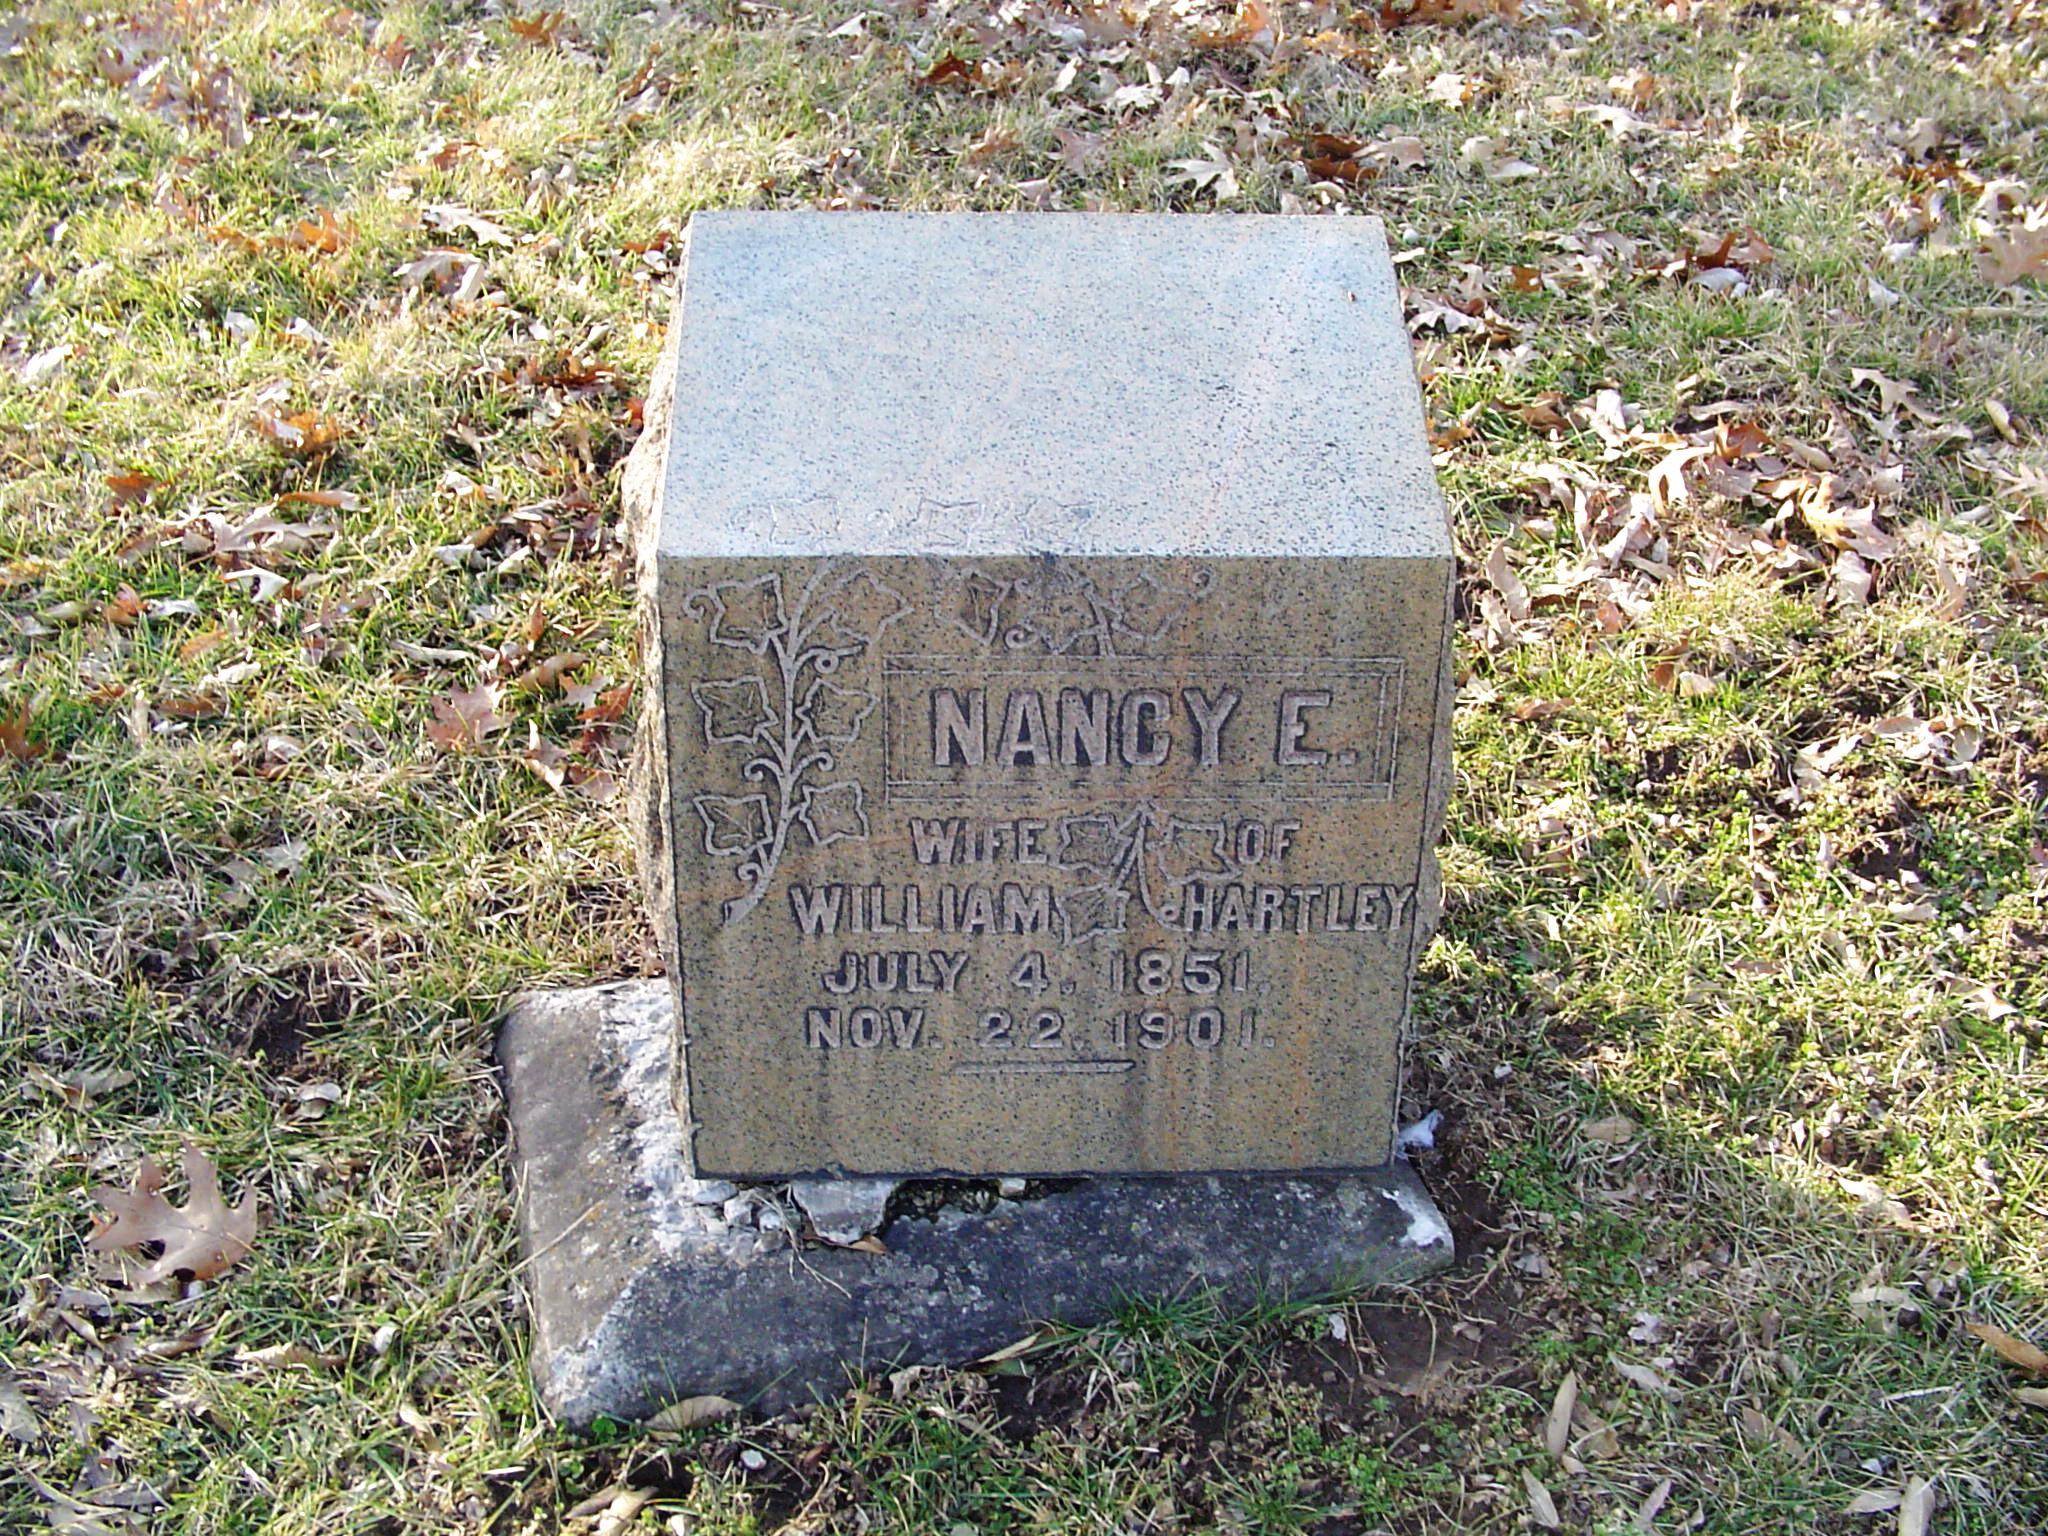 NANCY E.
WIFE OF
WILLIAM HARTLEY
JULY 4. 1851.
NOV. 22. 1901.